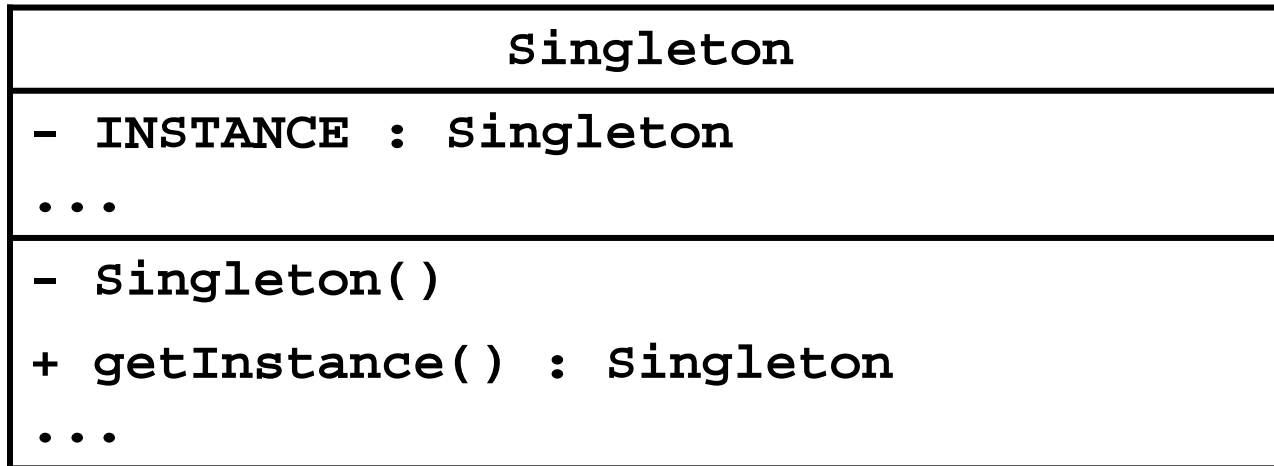 Singleton
- INSTANCE : Singleton
...
- Singleton()
+ getInstance() : Singleton
...